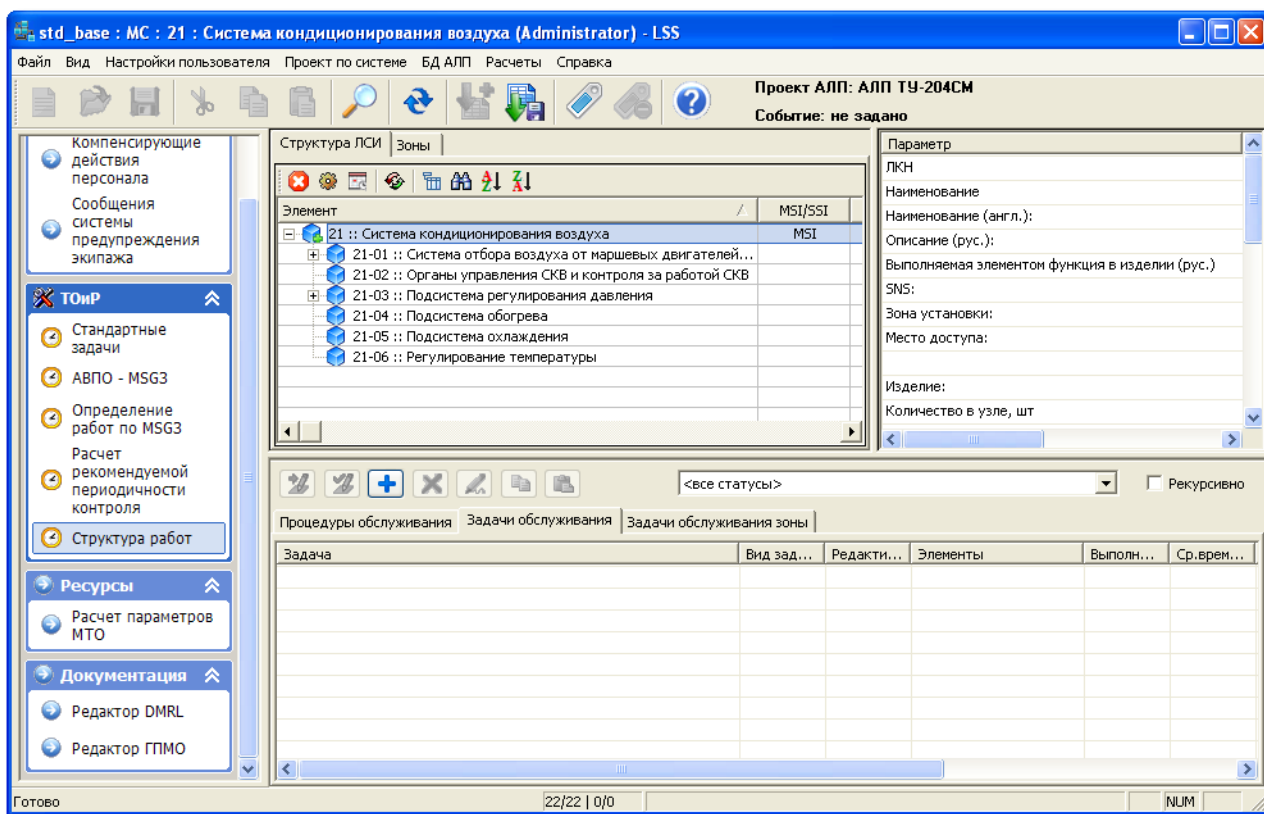 std_base : МС : 21 : Система кондиционирования воздуха (Administrator) - LSS
Файл Вид Настройки пользователя Проект по системе БД АЛП Расчеты Справка
Проект АЛП: АЛП ТУ-204СМ
Событие: не задано
Компенсирующие
действия
персонала
Сообщения
системы
предупреждения
экипажа
ТОиР
Стандартные
задачи
АВПО - MSG3
Определение
работ по MSG3
Расчет
рекомендуемой
периодичности
контроля
Структура работ
Ресурсы
Расчет параметров
МТО
Документация
Редактор DMRL
Редактор ГПМО
Структура ЛСИ Зоны
Элемент MSI/SSI
21 :: Система кондиционирования воздуха MSI
21-01 :: Система отбора воздуха от маршевых двигателей...
21-02 :: Органы управления СКВ и контроля за работой СКВ
21-03 :: Подсистема регулирования давления
21-04 :: Подсистема обогрева
21-05 :: Подсистема охлаждения
21-06 :: Регулирование температуры
Параметр
ЛКН
Наименование
Наименование (англ.):
Описание (рус.):
Выполняемая элементом функция в изделии (рус.)
SNS:
Зона установки:
Место доступа:
Изделие:
Количество в узле, шт
<все статусы> Рекурсивно
Процедуры обслуживания Задачи обслуживания Задачи обслуживания зоны
Задача Вид зад... Редакти... Элементы Выполн... Ср.врем...
Готово 22/22 | 0/0 NUM